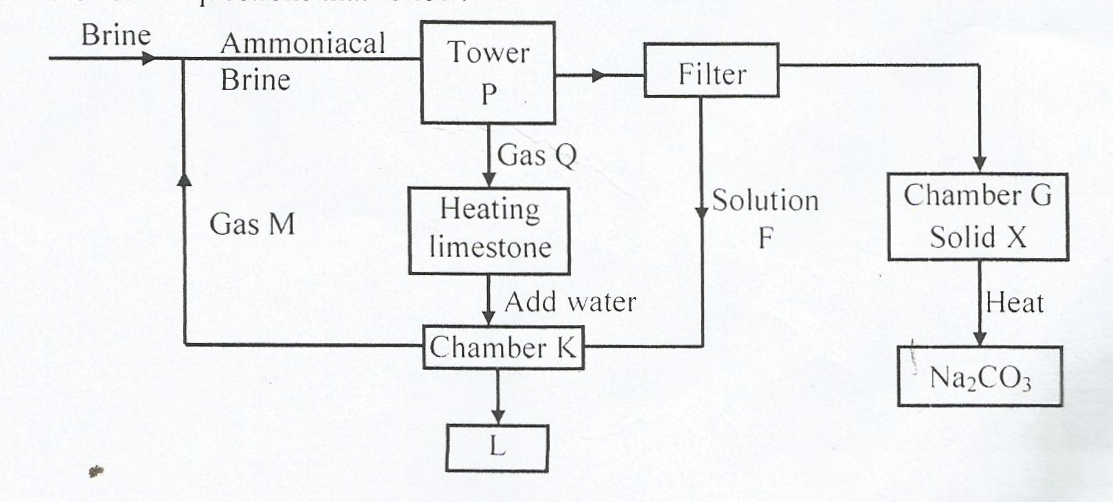 Brine
Ammoniacal
Brine
Tower
P
Filter
Gas Q
Heating
limestone
Gas M
Solution
F
Chamber G
Solid X
Add water
Heat
Chamber K
Na₂CO₃
L